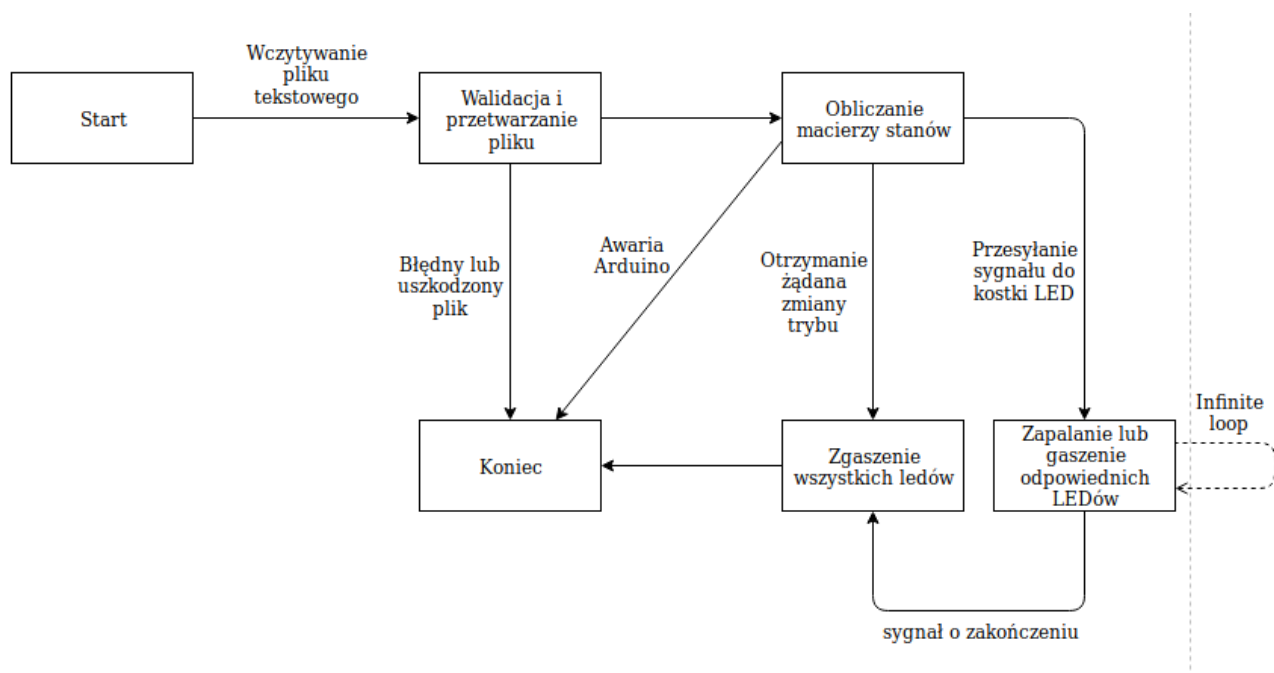 Start
Wczytywanie
pliku
tekstowego
Walidacja i
przetwarzanie
pliku
Obliczanie
macierzy stanów
Błędny lub
uszkodzony
plik
Awaria
Arduino
Otrzymanie
żądana
zmiany
trybu
Przesyłanie
sygnału do
kostki LED
Infinite
loop
Koniec
Zgaszenie
wszystkich ledów
Zapalanie lub
gaszenie
odpowiednich
LEDów
sygnał o zakończeniu